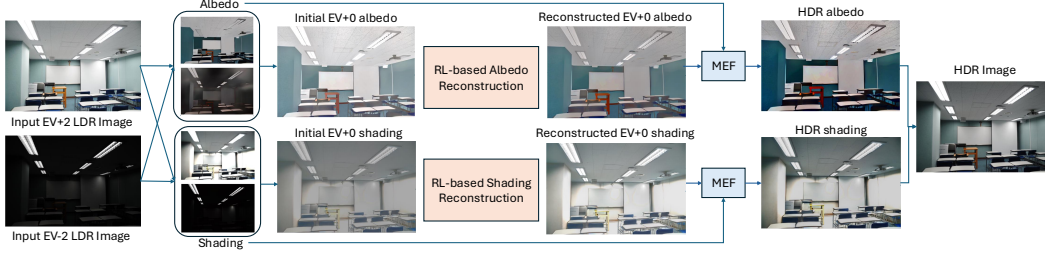 Albedo
Initial EV+0 albedo
Reconstructed EV+0 albedo
HDR albedo
RL-based Albedo
Reconstruction
MEF
HDR Image
Input EV+2 LDR Image
Initial EV+0 shading
Reconstructed EV+0 shading
HDR shading
RL-based Shading
Reconstruction
MEF
Input EV-2 LDR Image
Shading